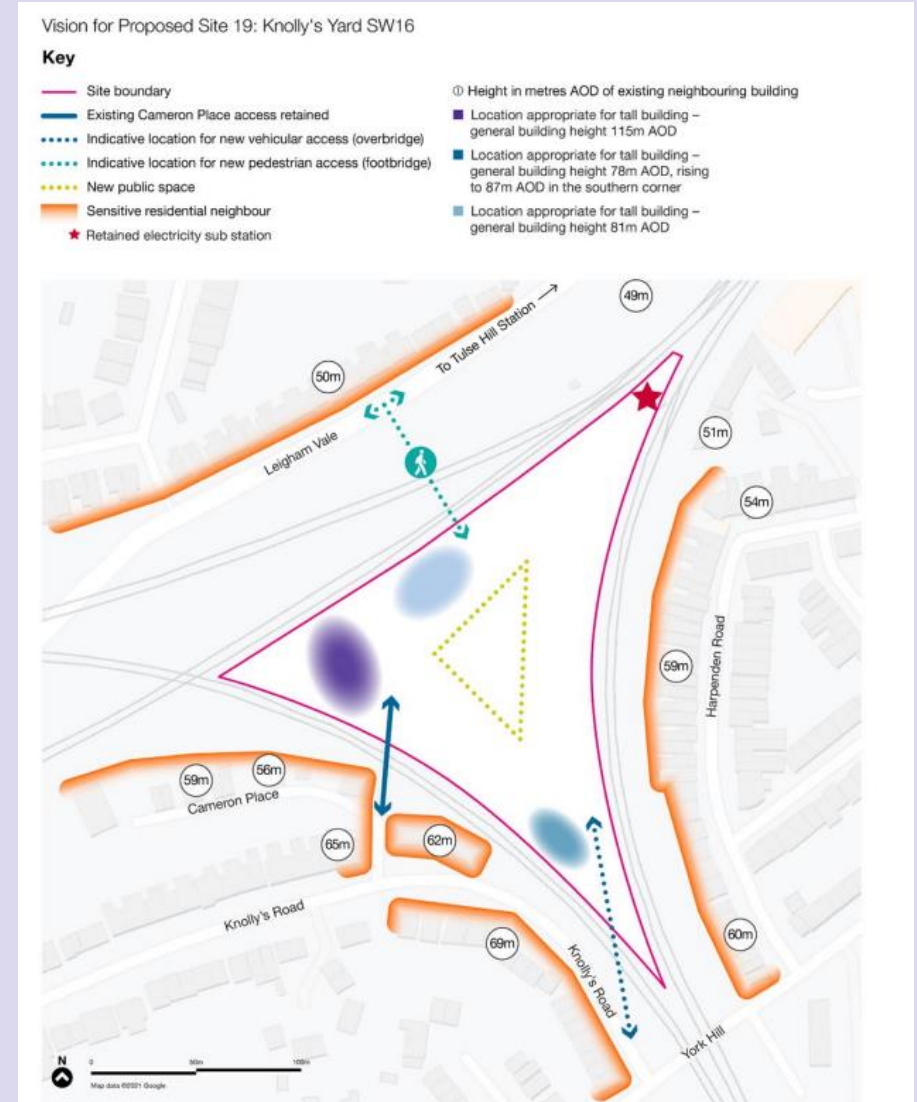 Vision for Proposed Site 19: Knolly's Yard SW16
Key
Site boundary
Existing Cameron Place access retained
Indicative location for new vehicular access (overbridge)
Indicative location for new pedestrian access (footbridge)
New public space
Sensitive residential neighbour
Retained electricity sub station
Height in metres AOD of existing neighbouring building
Location appropriate for tall building –
general building height 115m AOD
Location appropriate for tall building –
general building height 78m AOD, rising
to 87m AOD in the southern corner
Location appropriate for tall building –
general building height 81m AOD
49m
To Tulse Hill Station
50m
Leigham Vale
51m
54m
Harpenden Road
59m
59m
56m
Cameron Place
65m
62m
Knolly's Road
69m
Knolly's Road
60m
York Hill
N
0 50m 100m
Map data ©2021 Google